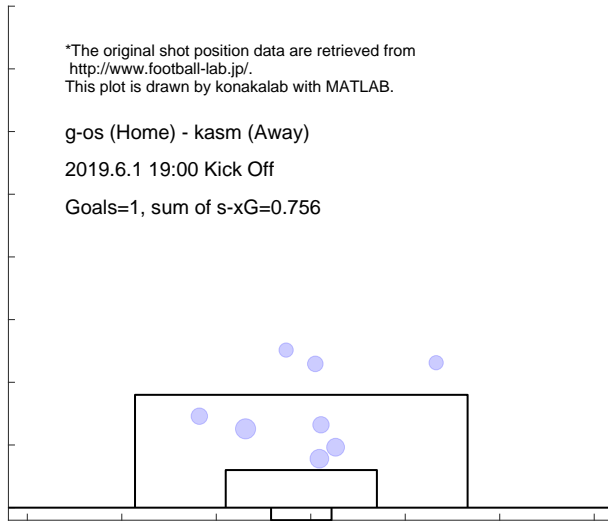 *The original shot position data are retrieved from
http://www.football-lab.jp/.
This plot is drawn by konakalab with MATLAB.
g-os (Home) - kasm (Away)
2019.6.1 19:00 Kick Off
Goals=1, sum of s-xG=0.756